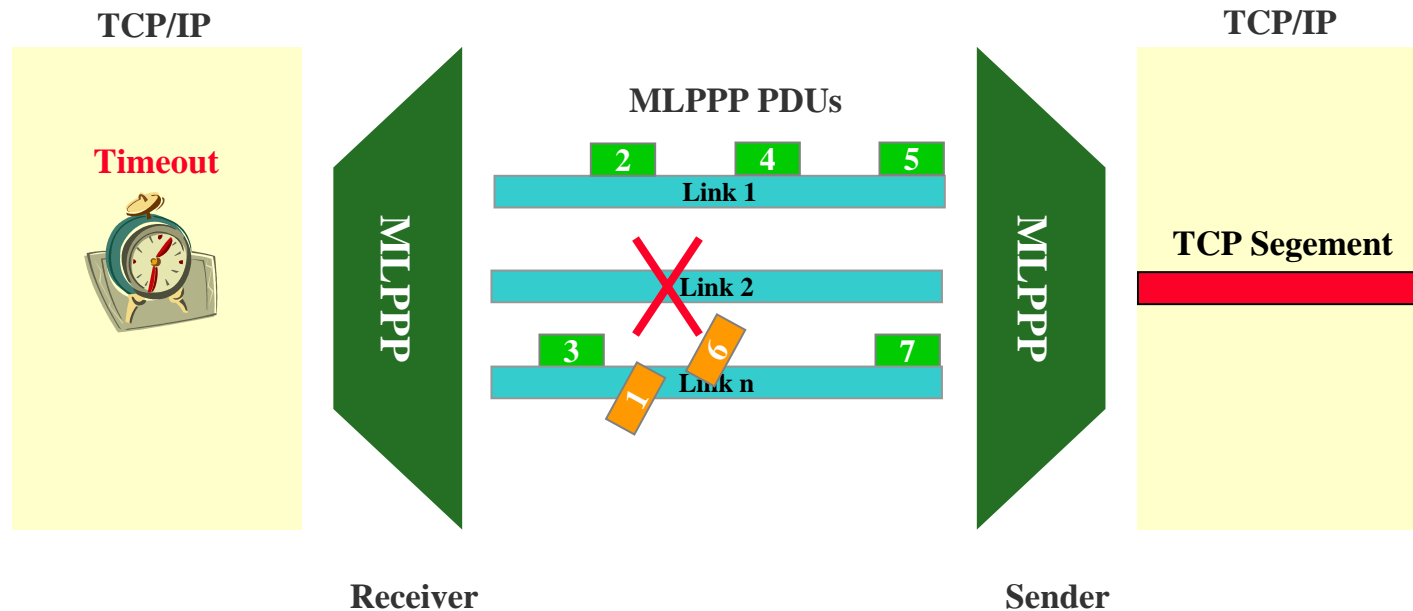 TCP/IP
TCP/IP
MLPPP PDUs
Timeout
2
4
5
Link 1
MLPPP
MLPPP
TCP Segement
Link 2
3
6
7
1
Link n
Receiver
Sender